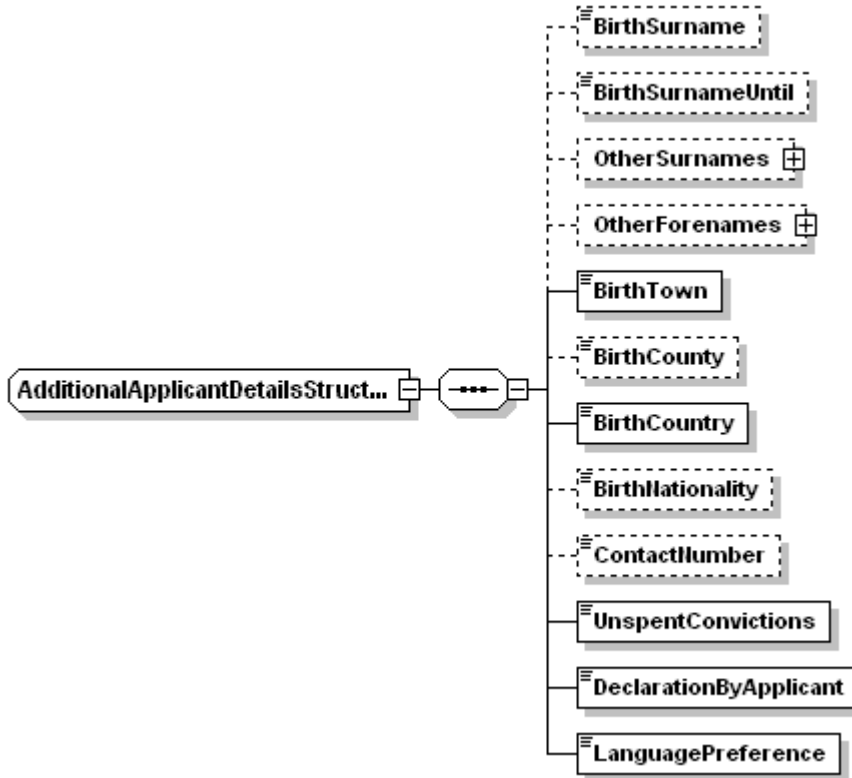 BirthSurname
BirthSurnameUntil
OtherSurnames
OtherForenames
BirthTown
BirthCounty
AdditionalApplicantDetailsStruct...
BirthCountry
BirthNationality
ContactNumber
UnspentConvictions
DeclarationByApplicant
LanguagePreference